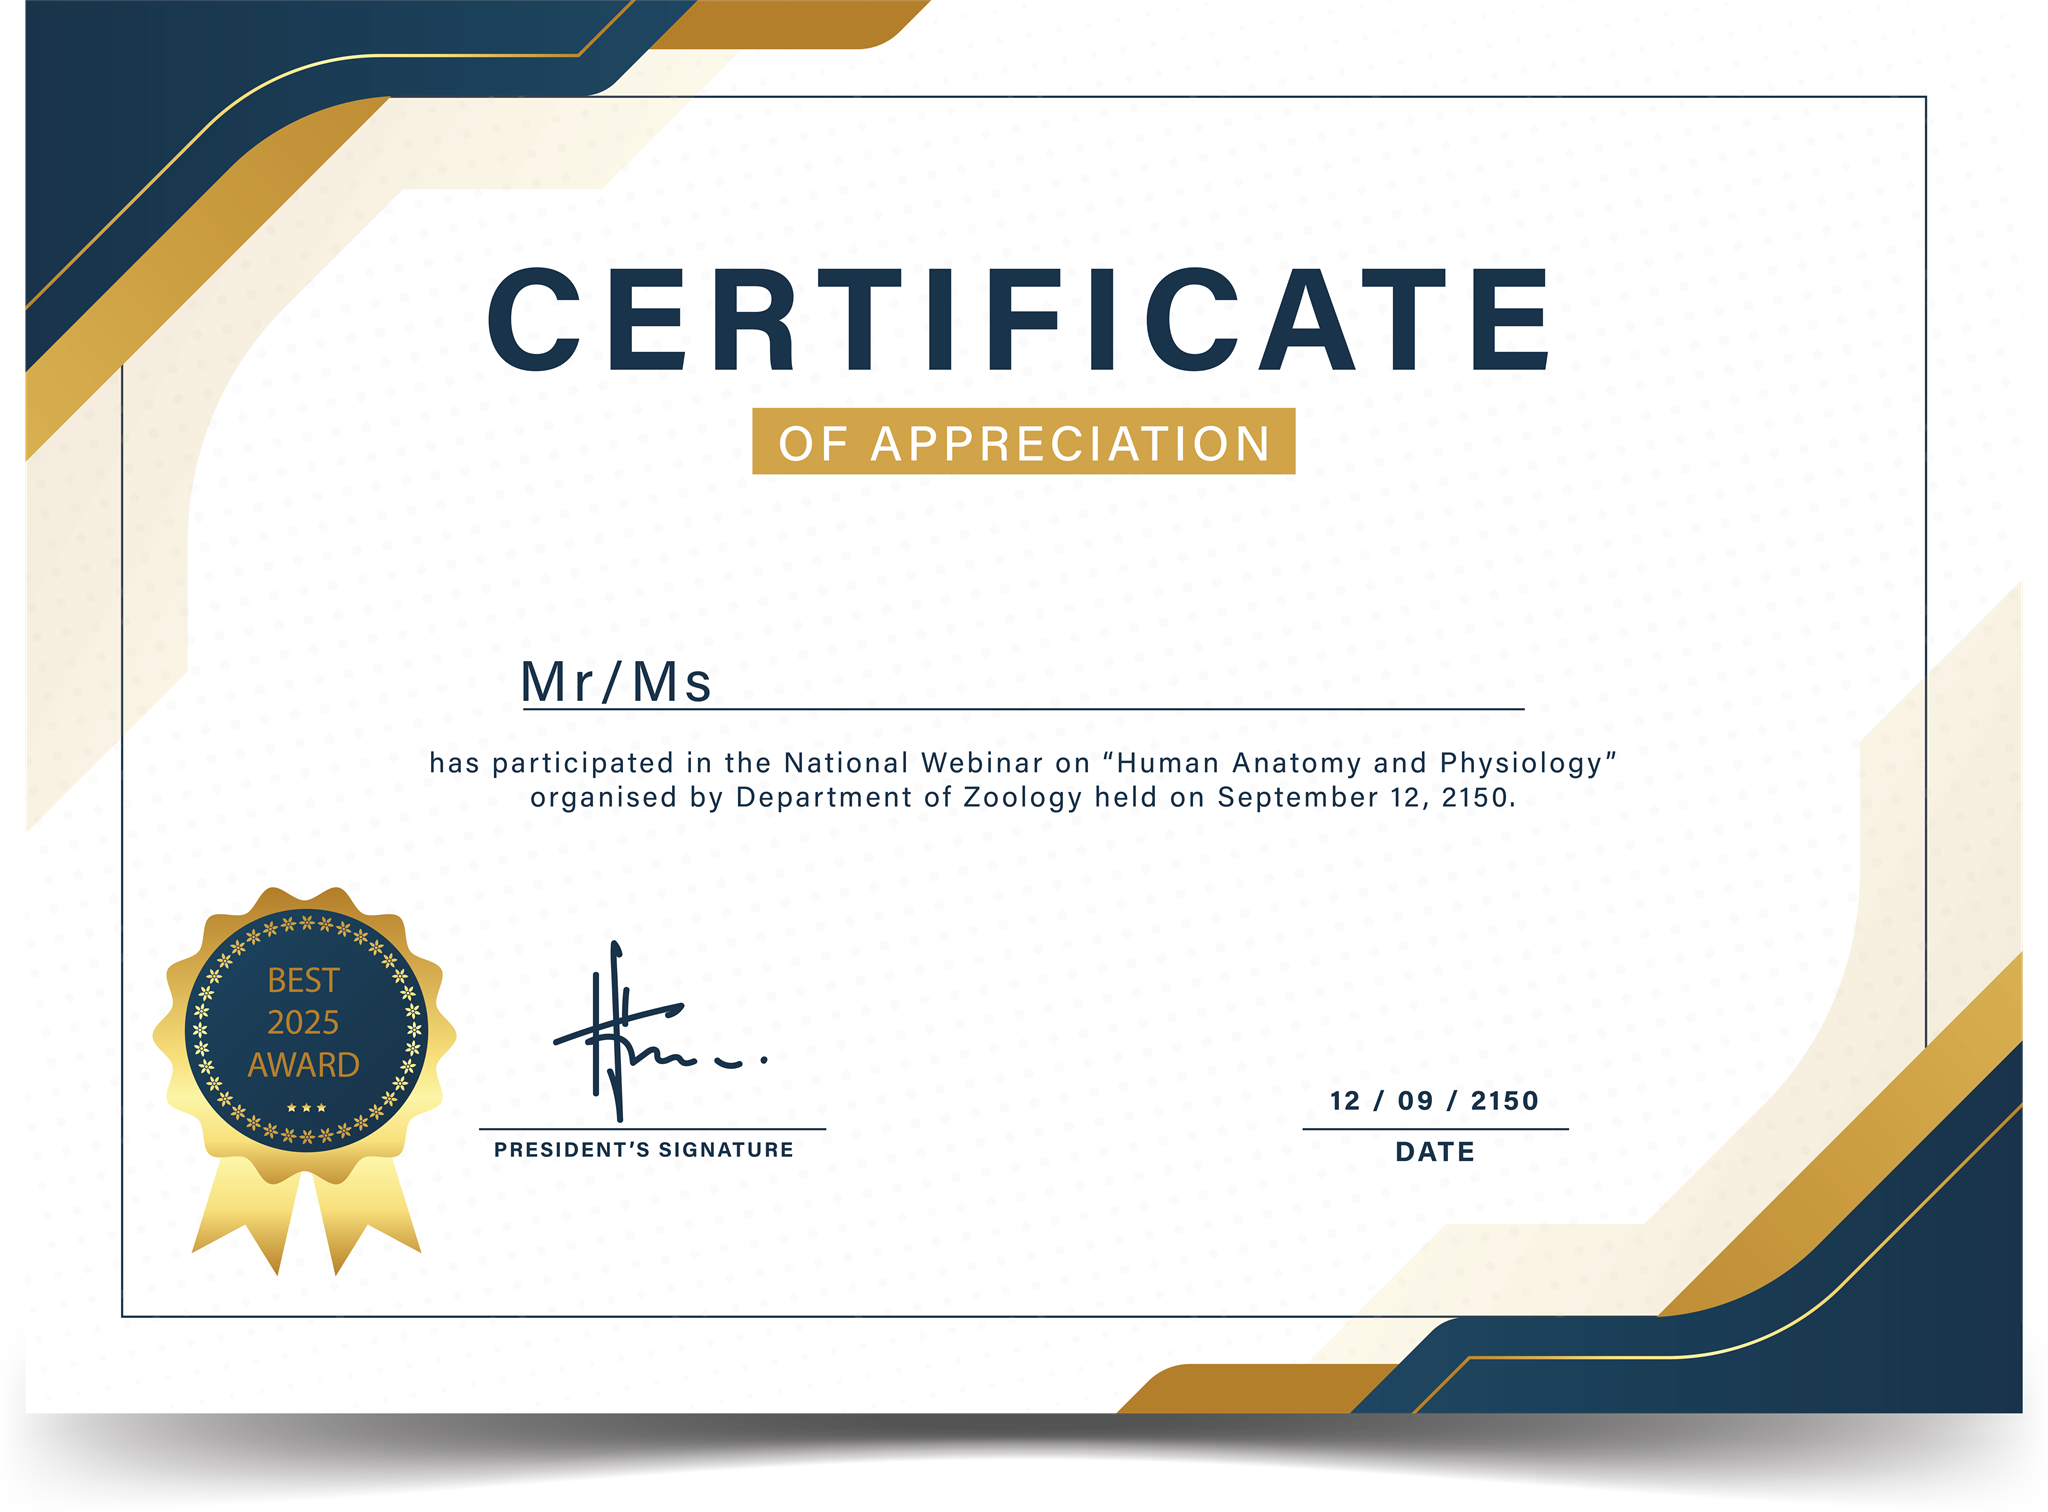 CERTIFICATE
OF APPRECIATION
Mr/Ms
has participated in the National Webinar on “Human Anatomy and Physiology”
organised by Department of Zoology held on September 12, 2150.
BEST
2025
AWARD
PRESIDENT’S SIGNATURE
12 / 09 / 2150
DATE